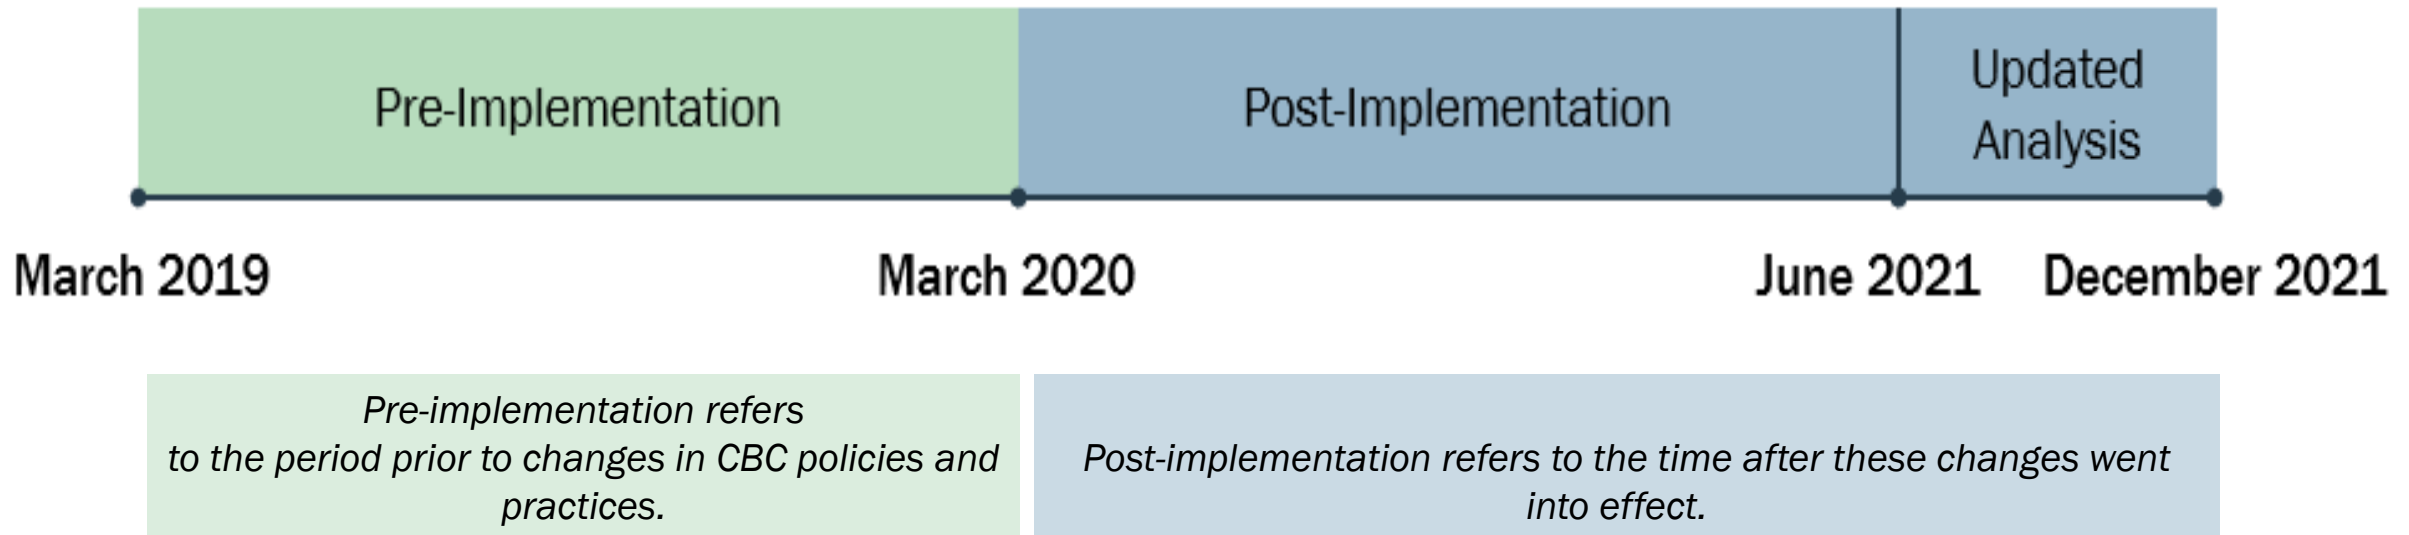 Pre-Implementation
Post-Implementation
Updated
Analysis
March 2019
March 2020
June 2021
December 2021
Pre-implementation refers
to the period prior to changes in CBC policies and
practices.
Post-implementation refers to the time after these changes went
into effect.